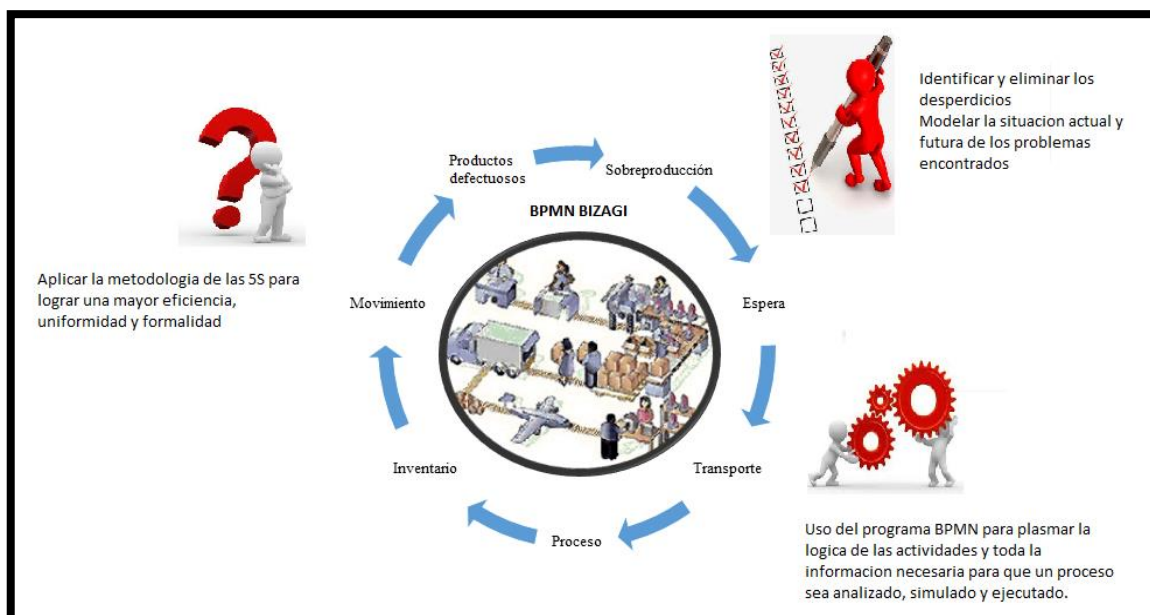 Identificar y eliminar los
desperdicios
Modelar la situacion actual y
futura de los problemas
encontrados
Productos
defectuosos
Sobreproducción
BPMN BIZAGI
Aplicar la metodologia de las 5S para
lograr una mayor eficiencia,
uniformidad y formalidad
Movimiento
Espera
Inventario
Transporte
Proceso
Uso del programa BPMN para plasmar la
logica de las actividades y toda la
informacion necesaria para que un proceso
sea analizado, simulado y ejecutado.